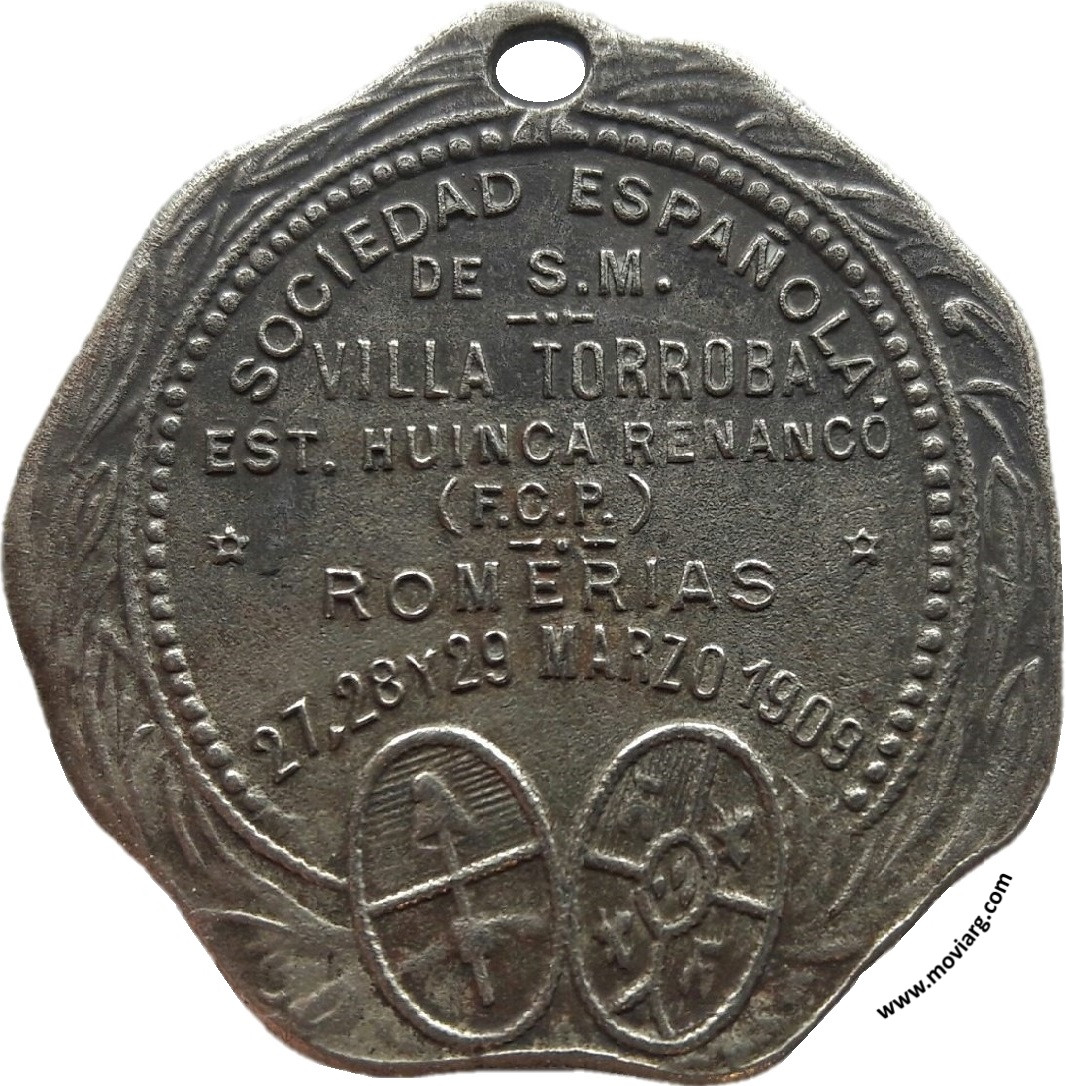 SOCIEDAD ESPAÑOLA,
DE S.M.
VILLA TORROBA
EST. HUINCA RENANCÓ
(F.C.P.)
ROMERIAS
27,28 Y 29 MARZO 1909
www.moviarg.com